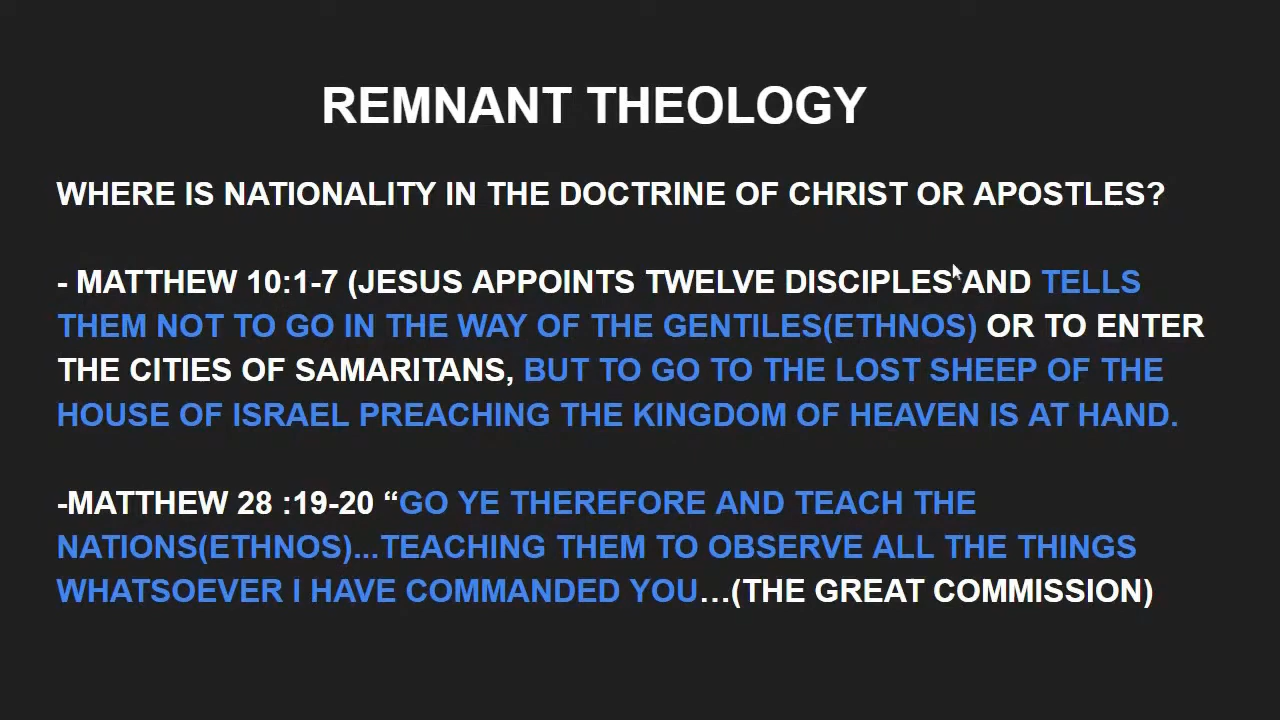 REMNANT THEOLOGY
WHERE IS NATIONALITY IN THE DOCTRINE OF CHRIST OR APOSTLES?
- MATTHEW 10:1-7 (JESUS APPOINTS TWELVE DISCIPLES AND TELLS
THEM NOT TO GO IN THE WAY OF THE GENTILES(ETHNOS) OR TO ENTER
THE CITIES OF SAMARITANS, BUT TO GO TO THE LOST SHEEP OF THE
HOUSE OF ISRAEL PREACHING THE KINGDOM OF HEAVEN IS AT HAND.
-MATTHEW 28 :19-20 “GO YE THEREFORE AND TEACH THE
NATIONS(ETHNOS)...TEACHING THEM TO OBSERVE ALL THE THINGS
WHATSOEVER I HAVE COMMANDED YOU…(THE GREAT COMMISSION)